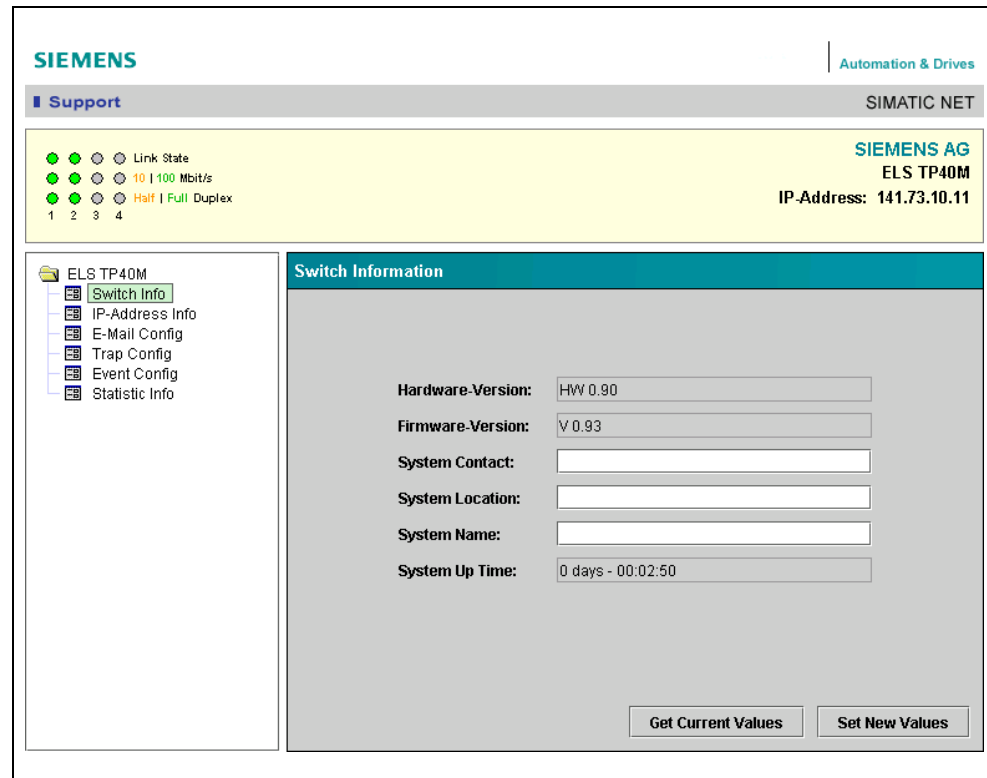 SIEMENS
Automation & Drives
Support
SIMATIC NET
Link State
10 | 100 Mbit/s
Half | Full Duplex
1 2 3 4
SIEMENS AG
ELS TP40M
IP-Address: 141.73.10.11
ELS TP40M
Switch Info
IP-Address Info
E-Mail Config
Trap Config
Event Config
Statistic Info
Switch Information
Hardware-Version: HW 0.90
Firmware-Version: V 0.93
System Contact:
System Location:
System Name:
System Up Time: 0 days - 00:02:50
Get Current Values
Set New Values